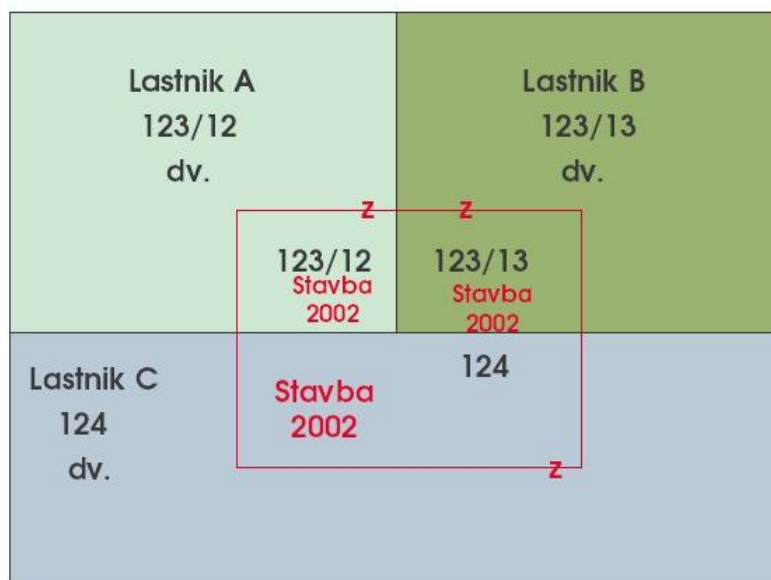 Lastnik A
123/12
dv.
Lastnik B
123/13
dv.
z
z
123/12
Stavba
2002
123/13
Stavba
2002
Lastnik C
124
dv.
Stavba
2002
124
z